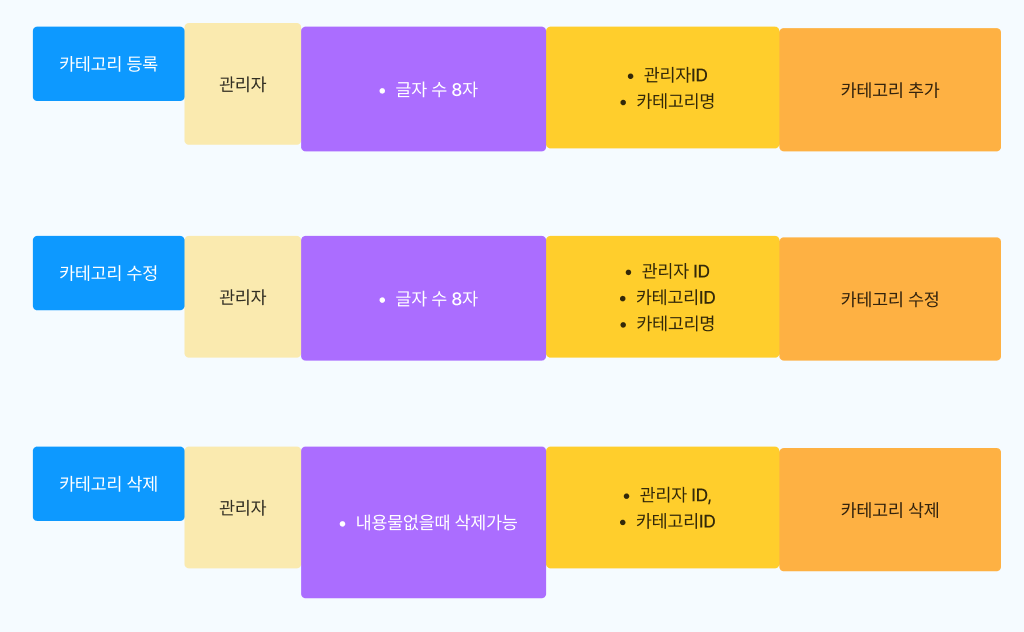 카테고리 등록
관리자
• 글자 수 8자
• 관리자ID
• 카테고리명
카테고리 추가
카테고리 수정
관리자
• 글자 수 8자
• 관리자 ID
• 카테고리ID
• 카테고리명
카테고리 수정
카테고리 삭제
관리자
• 내용물없을때 삭제가능
• 관리자 ID,
• 카테고리ID
카테고리 삭제